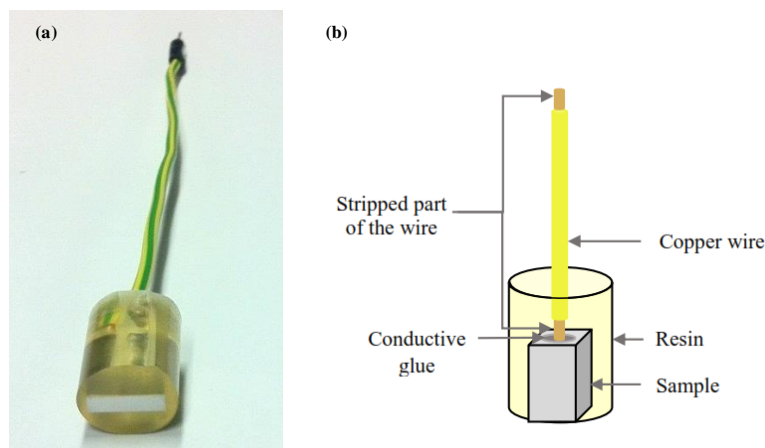 (a)
(b)
Stripped part
of the wire
Copper wire
Conductive
glue
Resin
Sample